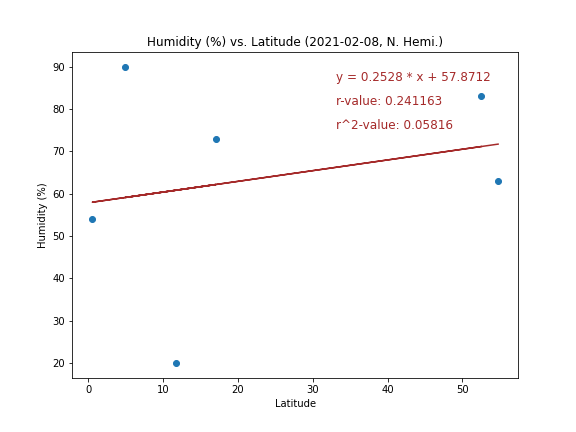 Humidity (%) vs. Latitude (2021-02-08, N. Hemi.)
y = 0.2528 * x + 57.8712
r-value: 0.241163
r^2-value: 0.05816
Humidity (%)
90
80
70
60
50
40
30
20
0 10 20 30 40 50
Latitude